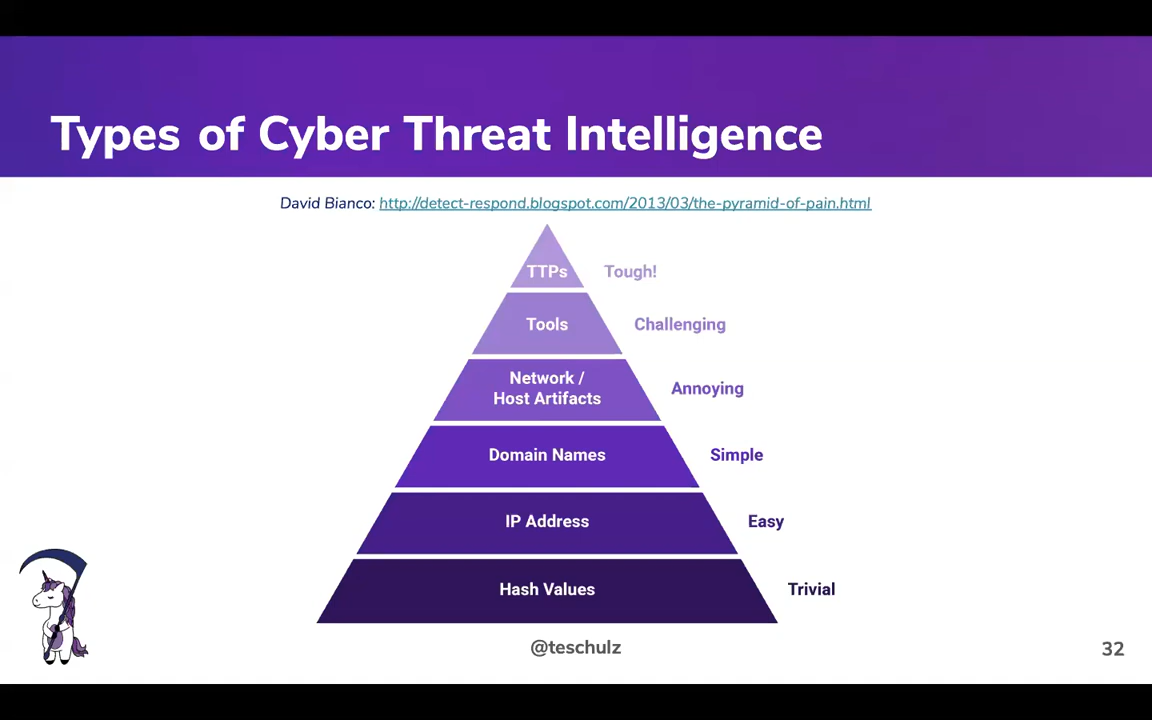 Types of Cyber Threat Intelligence
David Bianco: http://detect-respond.blogspot.com/2013/03/the-pyramid-of-pain.html
TTPs Tough!
Tools Challenging
Network /
Host Artifacts Annoying
Domain Names Simple
IP Address Easy
Hash Values Trivial
@teschulz
32